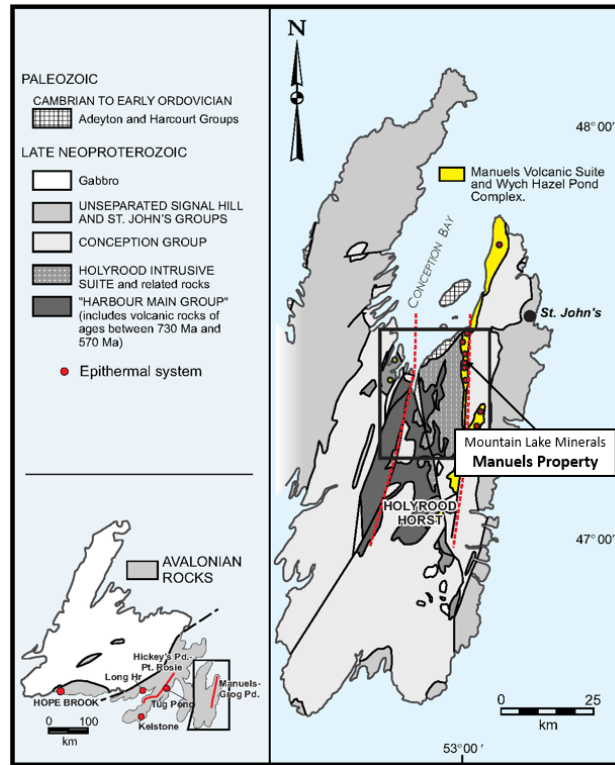 PALEOZOIC
CAMBRIAN TO EARLY ORDOVICIAN
Adeyton and Harcourt Groups
LATE NEOPROTEROZOIC
Gabbro
UNSEPARATED SIGNAL HILL
AND ST. JOHN'S GROUPS
CONCEPTION GROUP
HOLYROOD INTRUSIVE
SUITE and related rocks
"HARBOUR MAIN GROUP"
(includes volcanic rocks of
ages between 730 Ma and
570 Ma)
Epithermal system
AVALONIAN
ROCKS
Hickey's Pd.-
Pt. Rosie
Long Hr
Manuels-
Grog Pd.
HOPE BROOK
Tug Pond
Kelstone
0 100
km
N
48°00'
Manuels Volcanic Suite
and Wych Hazel Pond
Complex.
CONCEPTION BAY
St. John's
Mountain Lake Minerals
Manuels Property
HOLYROOD
HORST
47°00'
0 25
km
53°00'